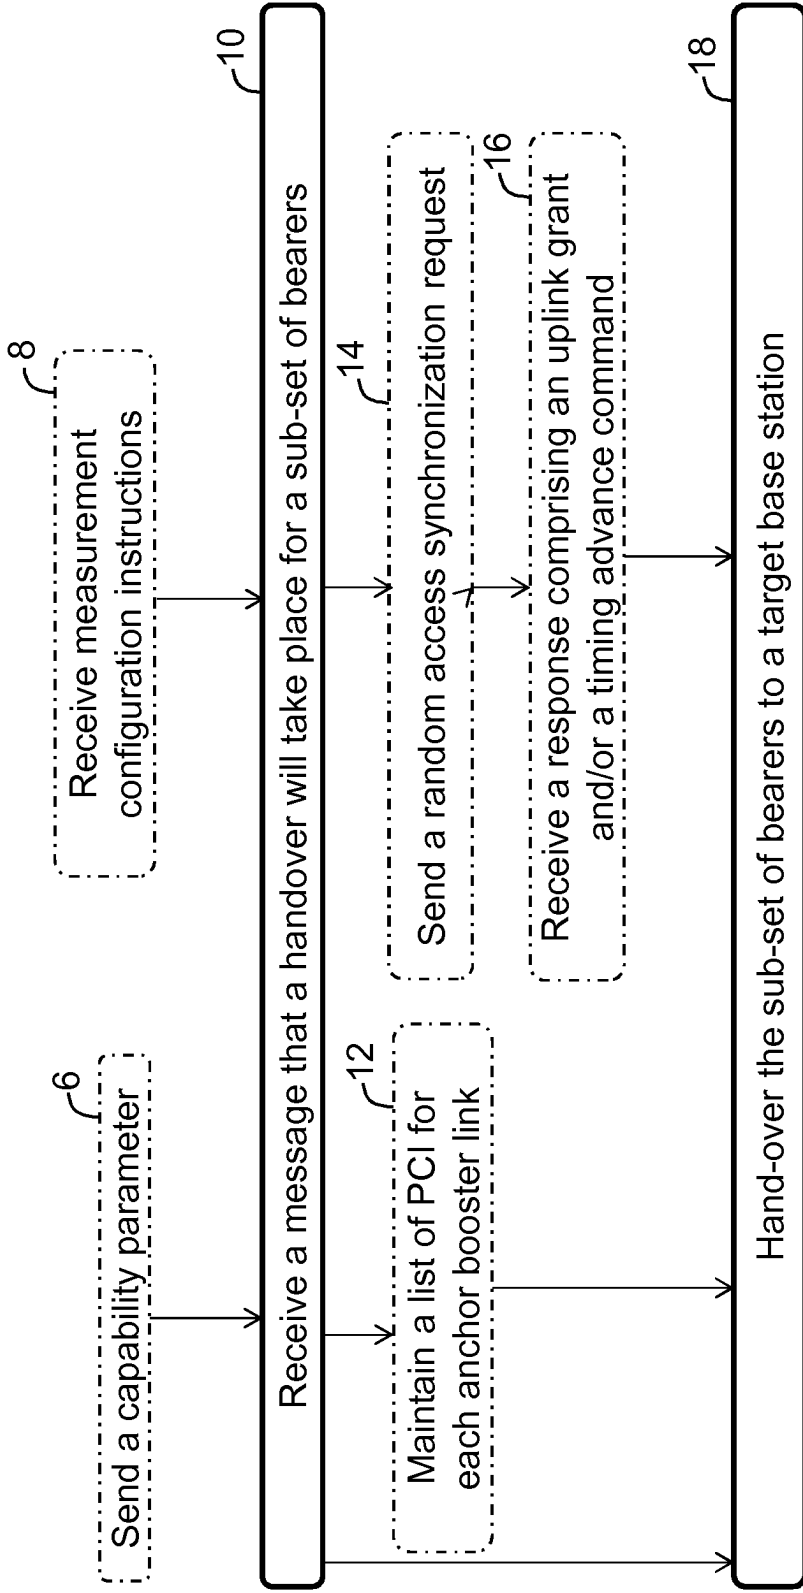 6
Send a capability parameter
8
Receive measurement
configuration instructions
10
Receive a message that a handover will take place for a sub-set of bearers
12
Maintain a list of PCI for
each anchor booster link
14
Send a random access synchronization request
16
Receive a response comprising an uplink grant
and/or a timing advance command
18
Hand-over the sub-set of bearers to a target base station